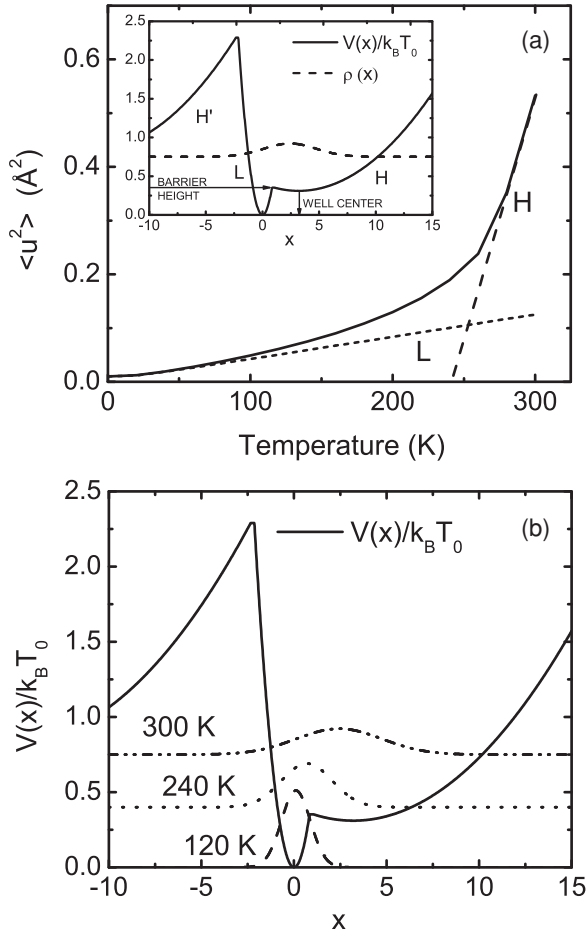 (a)
<u²> (Å²)
0.6
0.4
0.2
0.0
0 100 200 300
Temperature (K)
H
L
V(x)/k_BT_0
ρ (x)
2.5
2.0
1.5
1.0
0.5
0.0
H'
L
H
BARRIER
HEIGHT
WELL CENTER
-10 -5 0 5 10 15
x
(b)
V(x)/k_BT_0
V(x)/k_BT_0
2.5
2.0
1.5
1.0
0.5
0.0
300 K
240 K
120 K
-10 -5 0 5 10 15
x